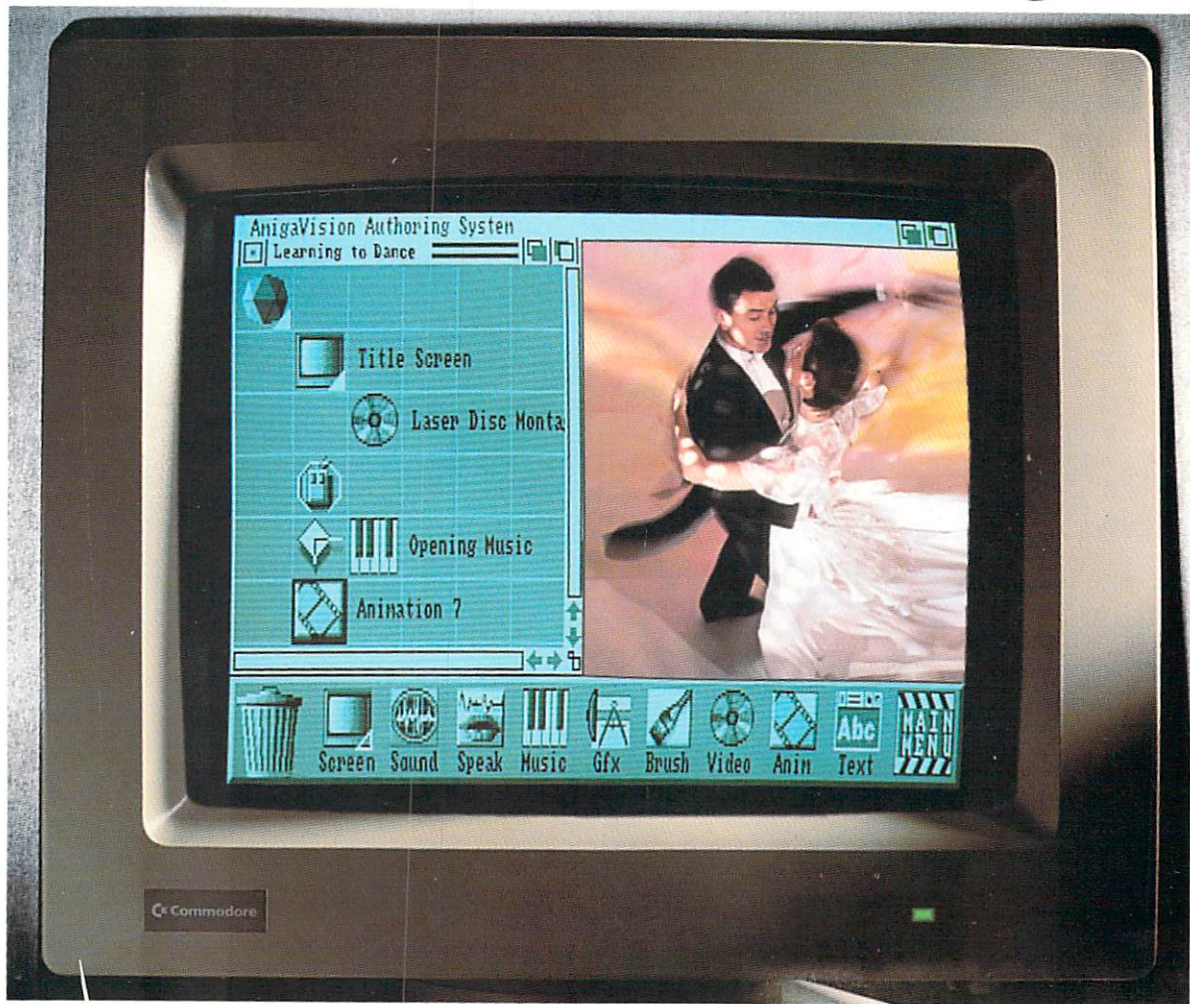 AmigaVision Authoring System
Learning to Dance
Title Screen
Laser Disc Monta
Opening Music
Animation 7
Screen Sound Speak Music Gfx Brush Video Anim Abc Text MAIN MENU
C= Commodore